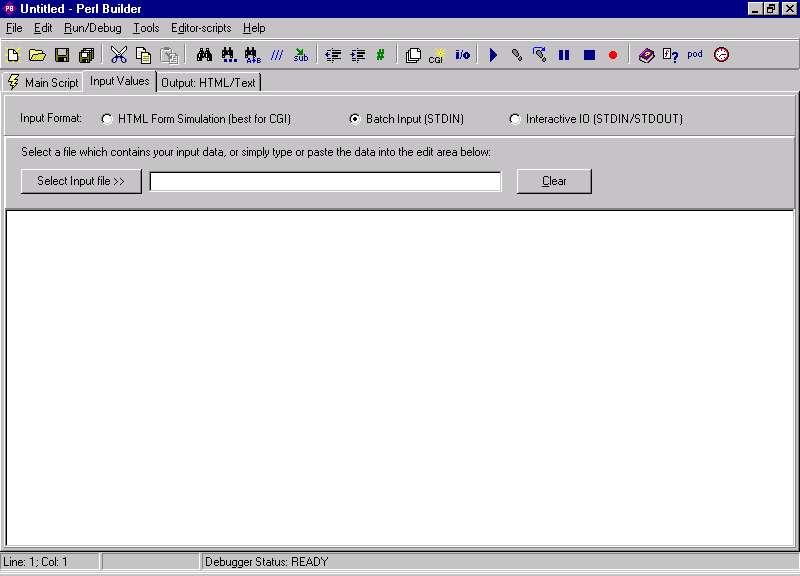 PB Untitled - Perl Builder
File Edit Run/Debug Tools Editor-scripts Help
A→B /// sub # CGI i/o pod
Main Script Input Values Output: HTML/Text
Input Format: HTML Form Simulation (best for CGI) Batch Input (STDIN) Interactive IO (STDIN/STDOUT)
Select a file which contains your input data, or simply type or paste the data into the edit area below:
Select Input file >> Clear
Line: 1; Col: 1 Debugger Status: READY